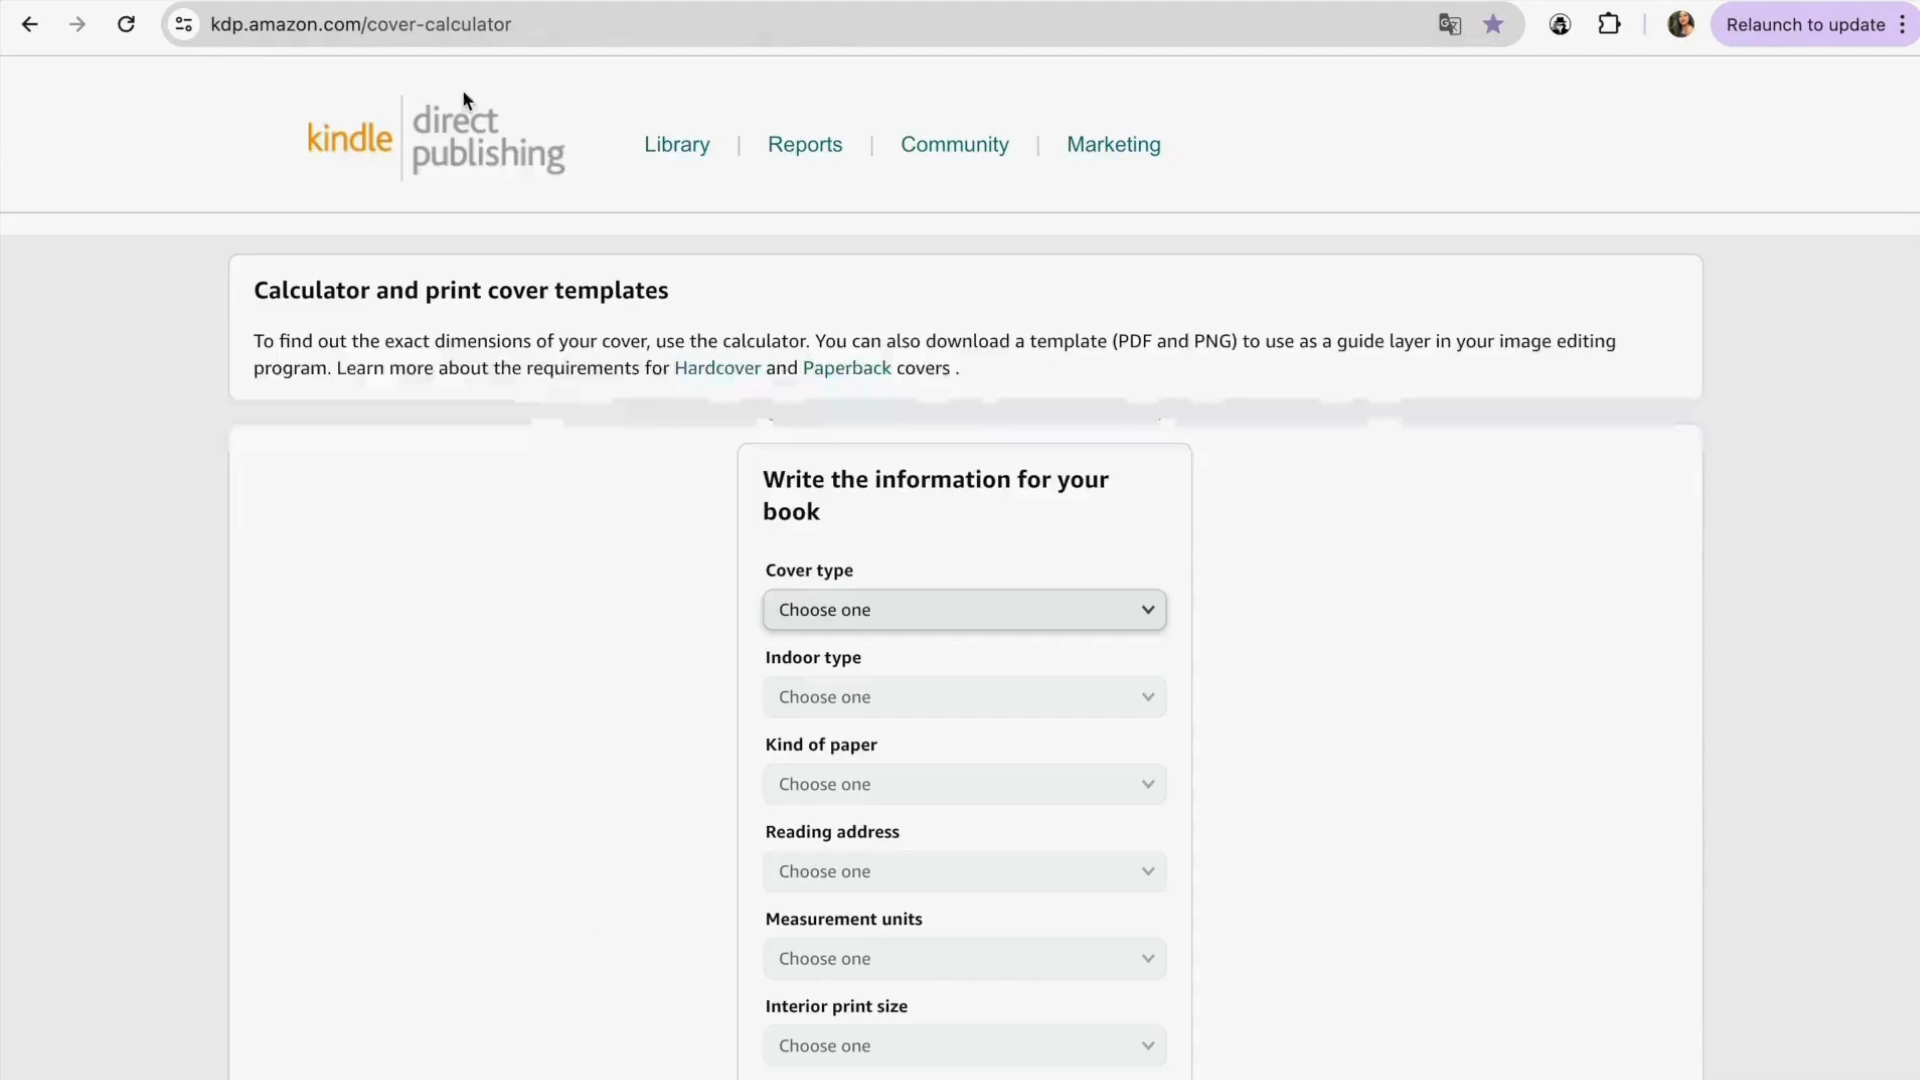 kdp.amazon.com/cover-calculator
Relaunch to update
kindle
direct
publishing
Library | Reports | Community | Marketing
Calculator and print cover templates
To find out the exact dimensions of your cover, use the calculator. You can also download a template (PDF and PNG) to use as a guide layer in your image editing
program. Learn more about the requirements for Hardcover and Paperback covers .
Write the information for your
book
Cover type
Choose one
Indoor type
Choose one
Kind of paper
Choose one
Reading address
Choose one
Measurement units
Choose one
Interior print size
Choose one